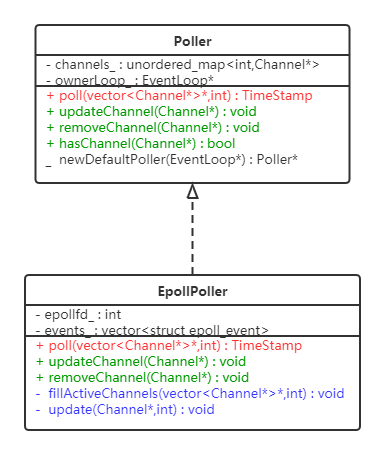 Poller
- channels_ : unordered_map<int,Channel*>
- ownerLoop_ : EventLoop*
+ poll(vector<Channel*>*,int) : TimeStamp
+ updateChannel(Channel*) : void
+ removeChannel(Channel*) : void
+ hasChannel(Channel*) : bool
_ newDefaultPoller(EventLoop*) : Poller*
EpollPoller
- epollfd_ : int
- events_ : vector<struct epoll_event>
+ poll(vector<Channel*>*,int) : TimeStamp
+ updateChannel(Channel*) : void
+ removeChannel(Channel*) : void
- fillActiveChannels(vector<Channel*>*,int) : void
- update(Channel*,int) : void